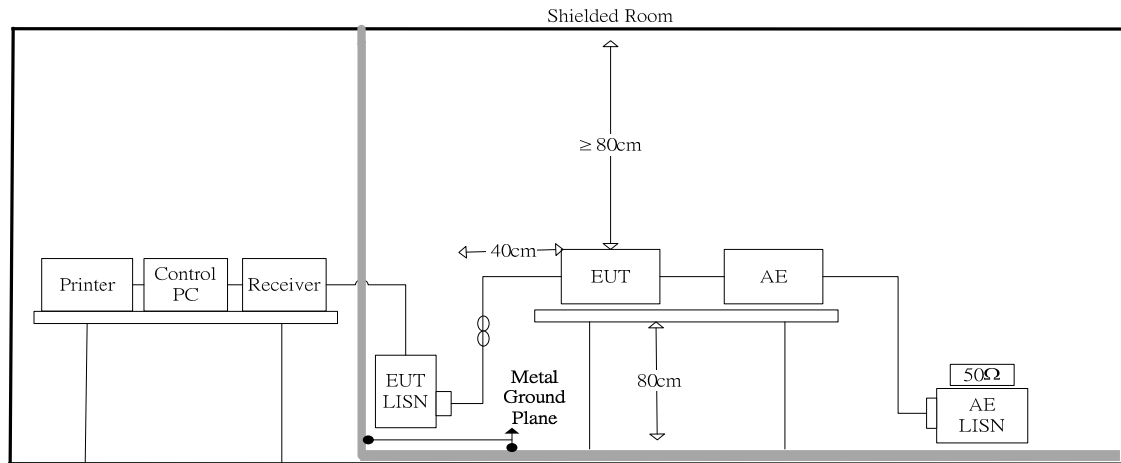 Shielded Room
≥ 80cm
40cm
Printer
Control
PC
Receiver
EUT
AE
EUT
LISN
Metal
Ground
Plane
80cm
50Ω
AE
LISN